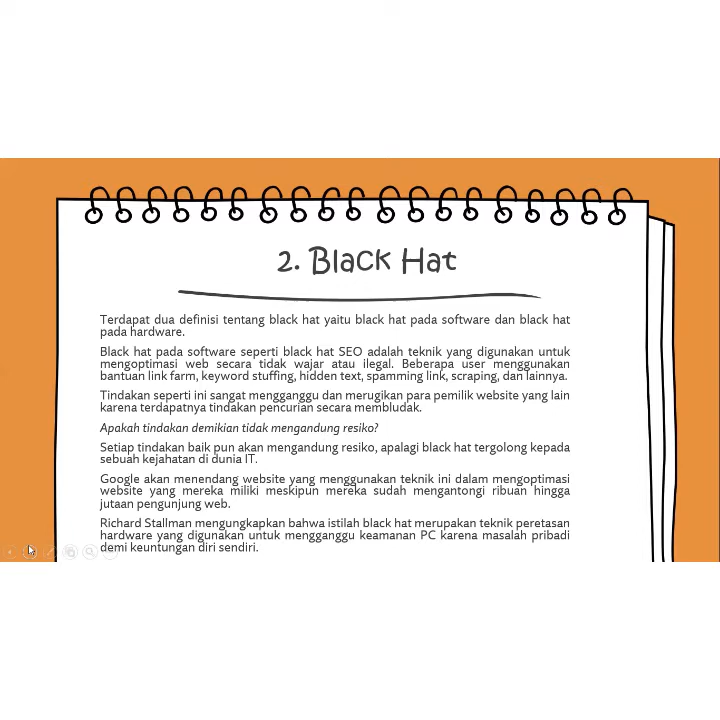 2. Black Hat
Terdapat dua definisi tentang black hat yaitu black hat pada software dan black hat
pada hardware.
Black hat pada software seperti black hat SEO adalah teknik yang digunakan untuk
mengoptimasi web secara tidak wajar atau ilegal. Beberapa user menggunakan
bantuan link farm, keyword stuffing, hidden text, spamming link, scraping, dan lainnya.
Tindakan seperti ini sangat mengganggu dan merugikan para pemilik website yang lain
karena terdapatnya tindakan pencurian secara membludak.
Apakah tindakan demikian tidak mengandung resiko?
Setiap tindakan baik pun akan mengandung resiko, apalagi black hat tergolong kepada
sebuah kejahatan di dunia IT.
Google akan menendang website yang menggunakan teknik ini dalam mengoptimasi
website yang mereka miliki meskipun mereka sudah mengantongi ribuan hingga
jutaan pengunjung web.
Richard Stallman mengungkapkan bahwa istilah black hat merupakan teknik peretasan
hardware yang digunakan untuk mengganggu keamanan PC karena masalah pribadi
demi keuntungan diri sendiri.